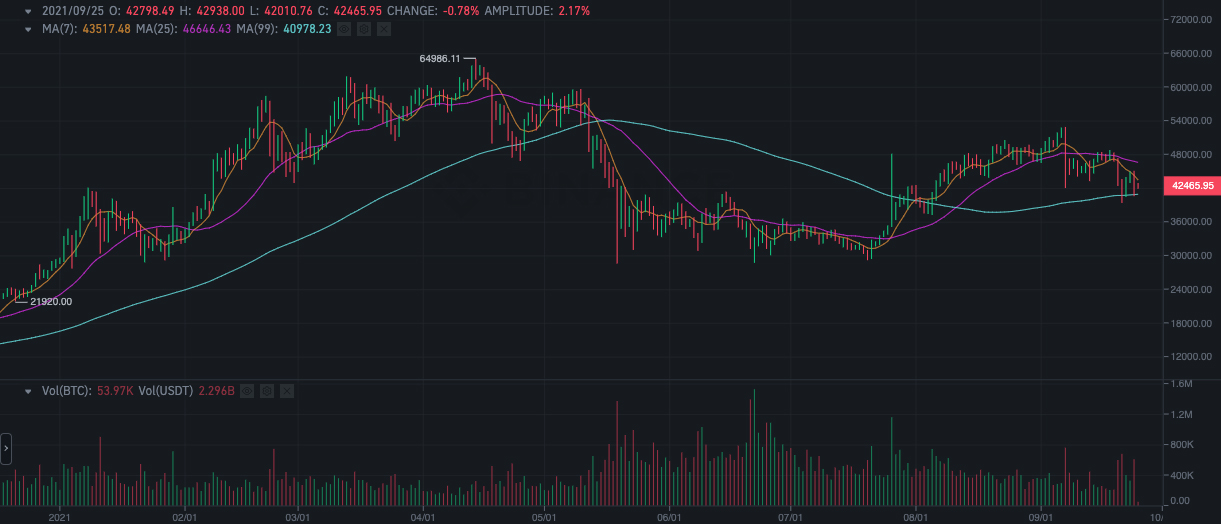 2021/09/25 O: 42798.49 H: 42938.00 L: 42010.76 C: 42465.95 CHANGE: -0.78% AMPLITUDE: 2.17%
MA(7): 43517.48 MA(25): 46646.43 MA(99): 40978.23
72000.00
66000.00
64986.11
60000.00
54000.00
48000.00
42465.95
36000.00
30000.00
24000.00
21920.00
18000.00
12000.00
Vol(BTC): 53.97K Vol(USDT) 2.296B
1.6M
1.2M
800K
400K
0.00
2021 02/01 03/01 04/01 05/01 06/01 07/01 08/01 09/01 10/